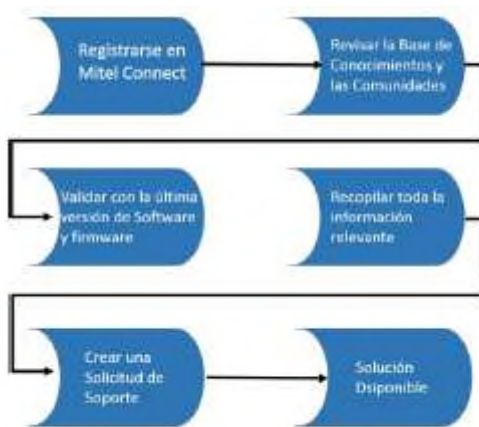 Registrarse en
Mitel Connect
Revisar la Base de
Conocimientos y
las Comunidades
Validar con la última
versión de Software
y firmware
Recopilar toda la
información
relevante
Crear una
Solicitud de
Soporte
Solución
Dsiponible